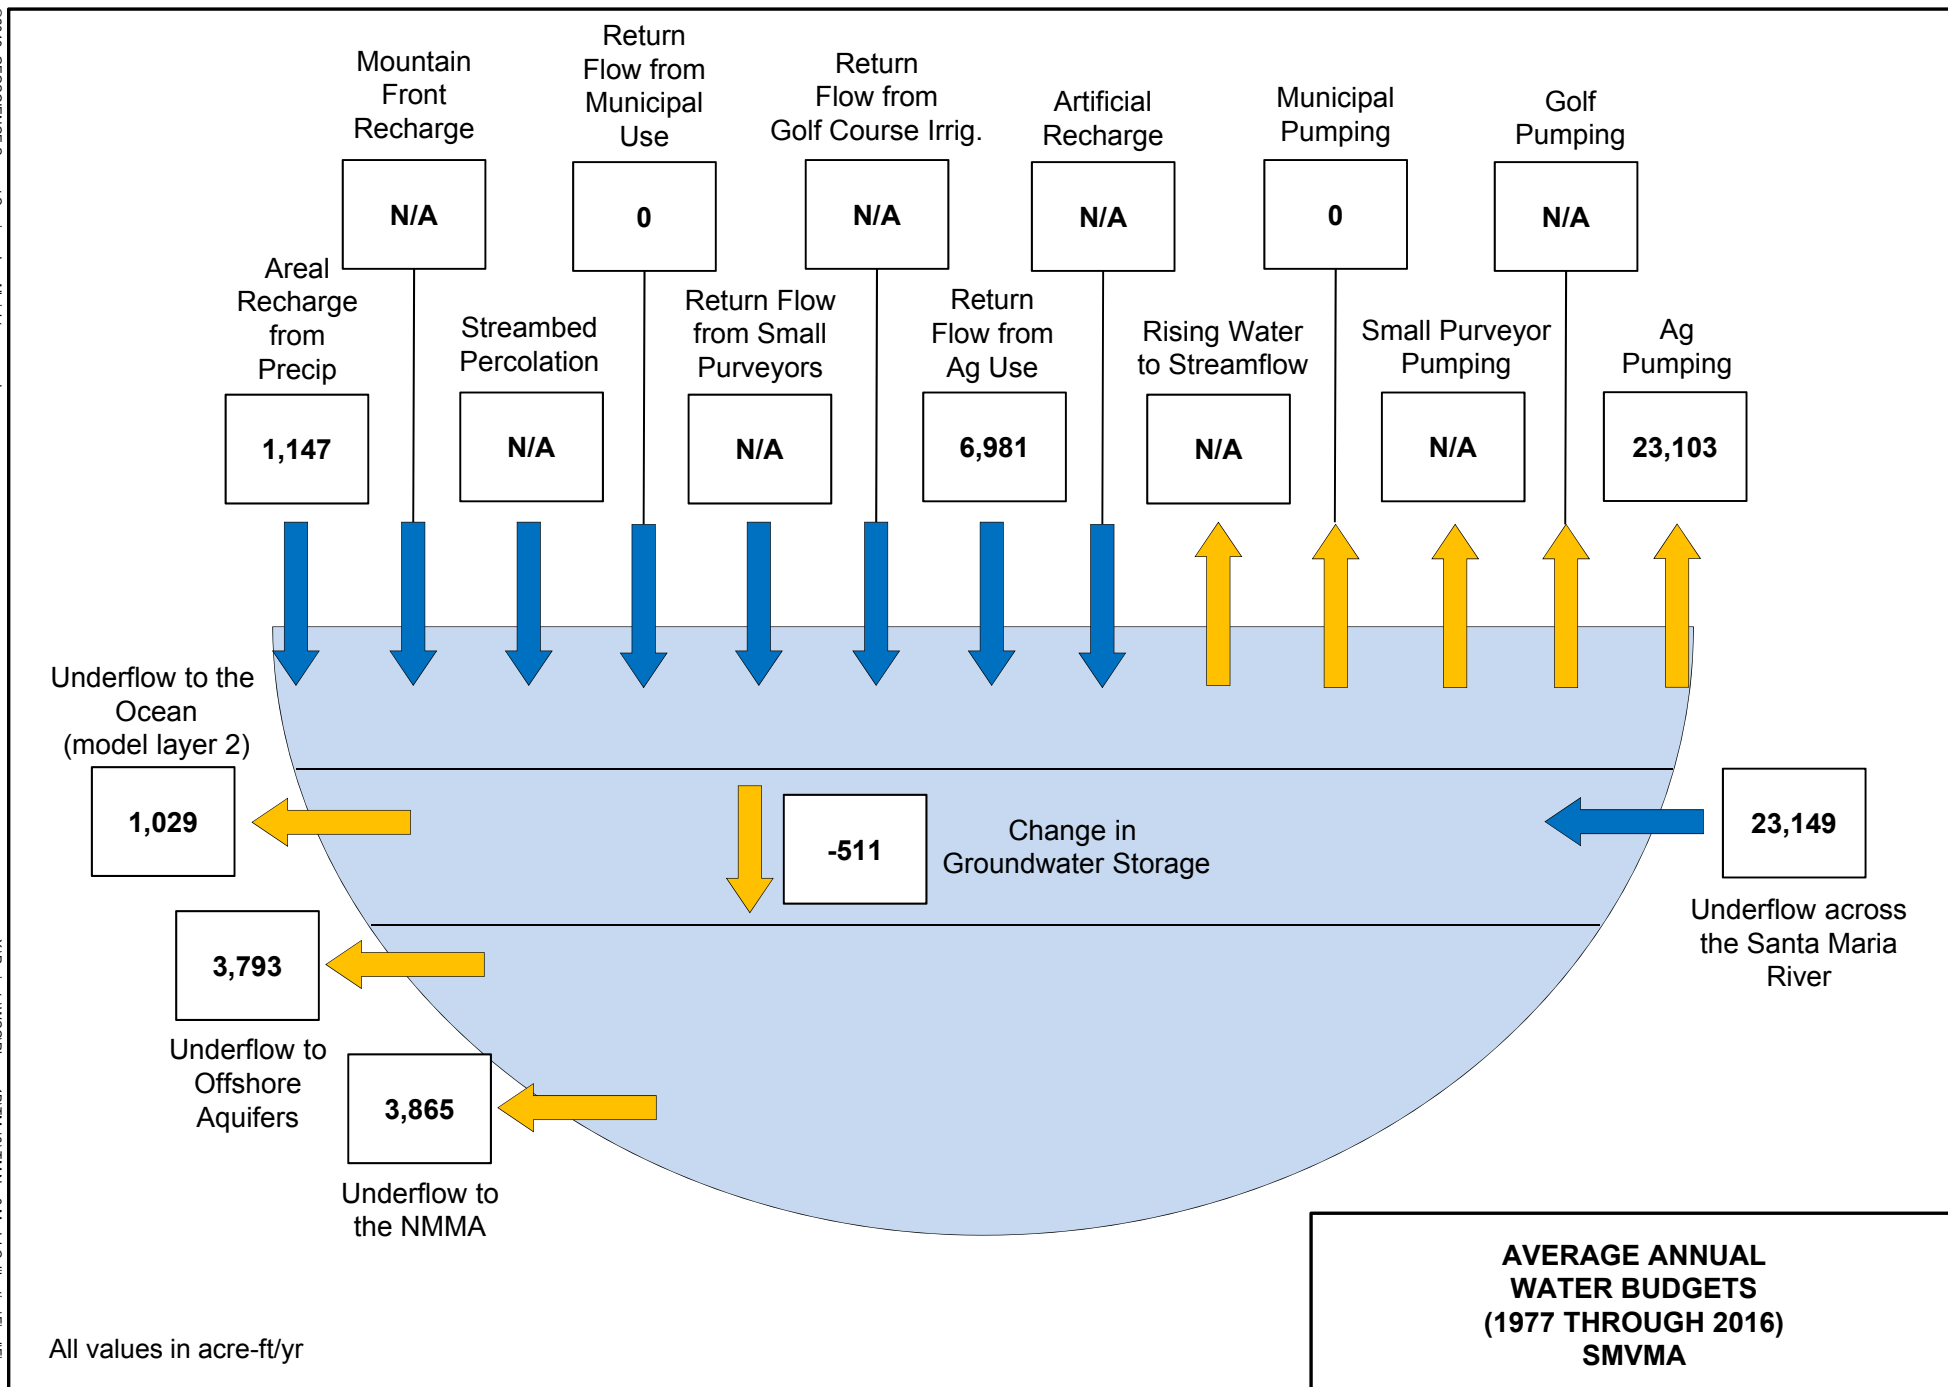 Mountain
Front
Recharge
N/A
Return
Flow from
Municipal
Use
0
Return
Flow from
Golf Course Irrig.
N/A
Artificial
Recharge
N/A
Municipal
Pumping
0
Golf
Pumping
N/A
Areal
Recharge
from
Precip
1,147
Streambed
Percolation
N/A
Return Flow
from Small
Purveyors
N/A
Return
Flow from
Ag Use
6,981
Rising Water
to Streamflow
N/A
Small Purveyor
Pumping
N/A
Ag
Pumping
23,103
Underflow to the
Ocean
(model layer 2)
1,029
-511
Change in
Groundwater Storage
23,149
Underflow across
the Santa Maria
River
3,793
Underflow to
Offshore
Aquifers
3,865
Underflow to
the NMMA
All values in acre-ft/yr
AVERAGE ANNUAL
WATER BUDGETS
(1977 THROUGH 2016)
SMVMA